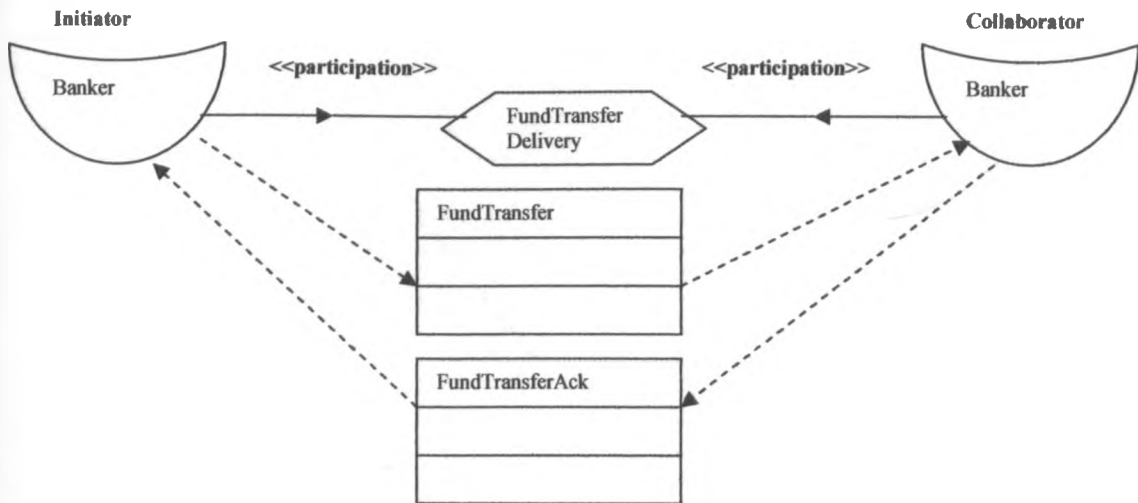 Initiator
Collaborator
<<participation>>
<<participation>>
Banker
Banker
FundTransfer
Delivery
FundTransfer
FundTransferAck